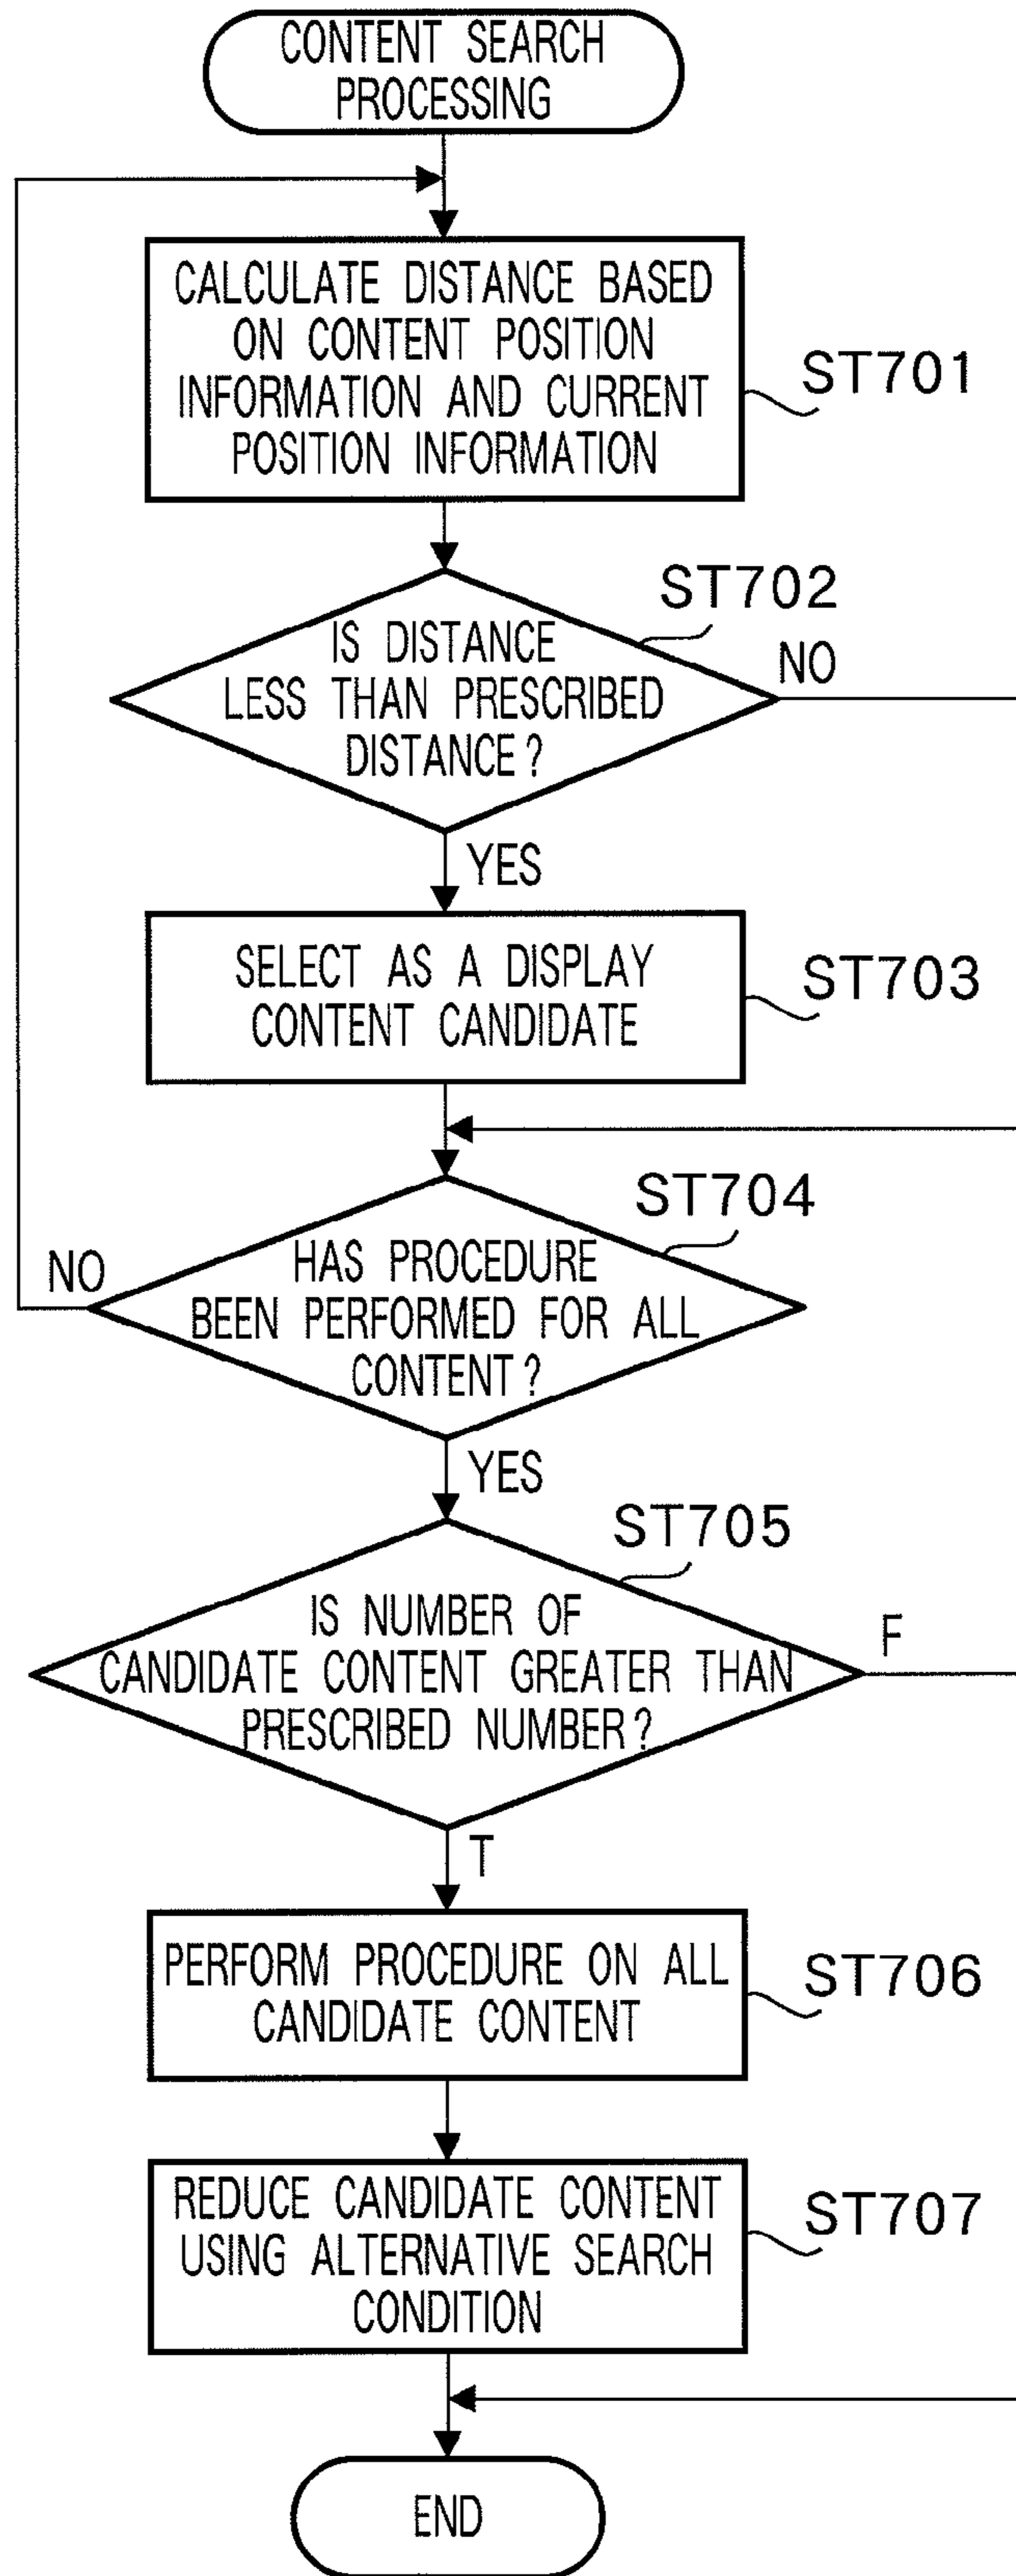 CONTENT SEARCH
PROCESSING
CALCULATE DISTANCE BASED
ON CONTENT POSITION
INFORMATION AND CURRENT
POSITION INFORMATION
ST701
ST702
IS DISTANCE
LESS THAN PRESCRIBED
DISTANCE?
NO
YES
SELECT AS A DISPLAY
CONTENT CANDIDATE
ST703
ST704
HAS PROCEDURE
BEEN PERFORMED FOR ALL
CONTENT?
NO
YES
ST705
IS NUMBER OF
CANDIDATE CONTENT GREATER THAN
PRESCRIBED NUMBER?
F
T
PERFORM PROCEDURE ON ALL
CANDIDATE CONTENT
ST706
REDUCE CANDIDATE CONTENT
USING ALTERNATIVE SEARCH
CONDITION
ST707
END